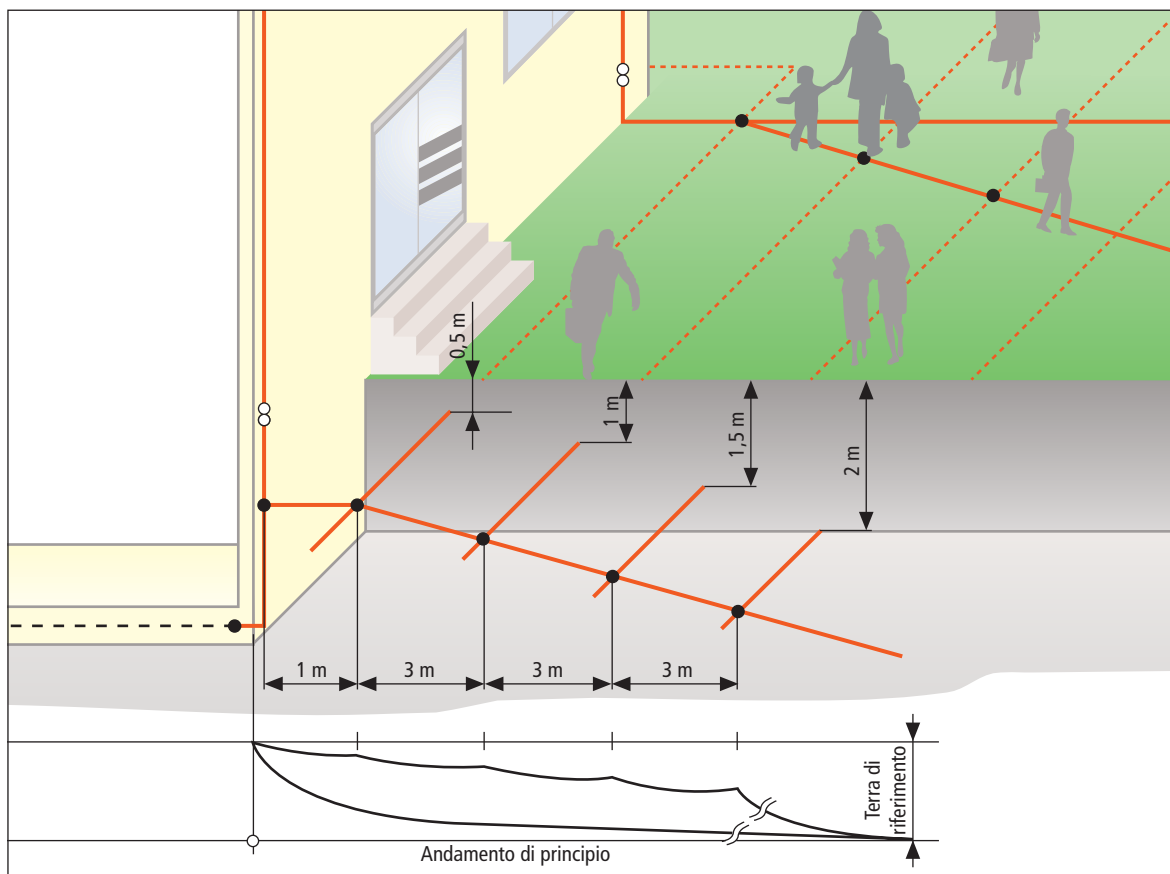 0,5 m
1 m
1,5 m
2 m
1 m
3 m
3 m
3 m
Terra di
riferimento
Andamento di principio